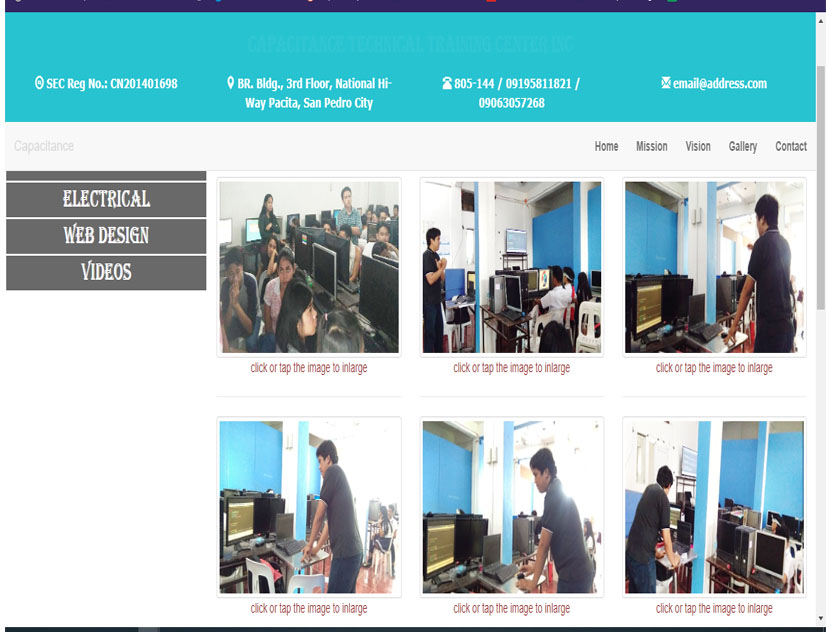 CAPACITANCE TECHNICAL TRAINING CENTER INC
SEC Reg No.: CN201401698
BR. Bldg., 3rd Floor, National Hi-
Way Pacita, San Pedro City
805-144 / 09195811821 /
09063057268
email@address.com
Capacitance
Home Mission Vision Gallery Contact
ELECTRICAL
WEB DESIGN
VIDEOS
click or tap the image to inlarge
click or tap the image to inlarge
click or tap the image to inlarge
click or tap the image to inlarge
click or tap the image to inlarge
click or tap the image to inlarge